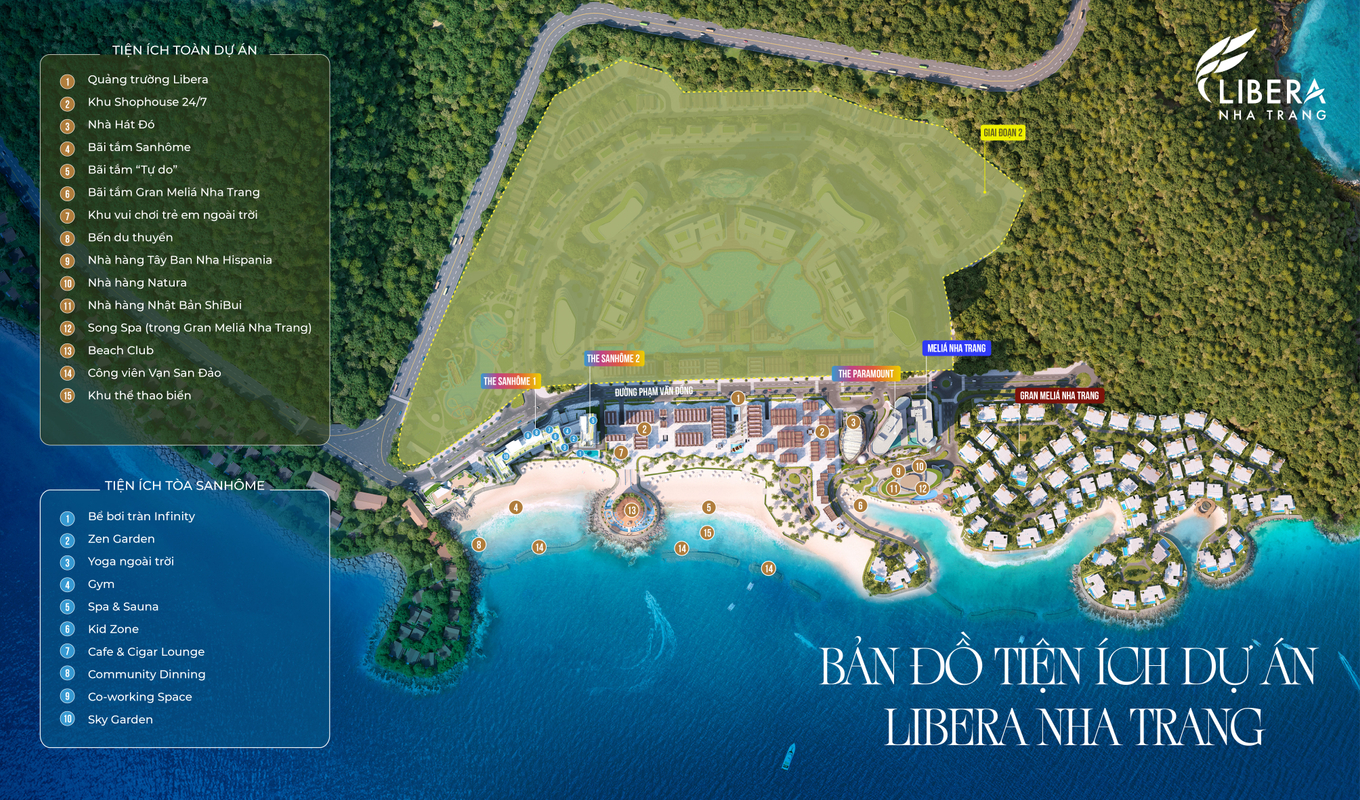 TIỆN ÍCH TOÀN DỰ ÁN
1 Quảng trường Libera
2 Khu Shophouse 24/7
3 Nhà Hát Đó
4 Bãi tắm Sanhôme
5 Bãi tắm “Tự do”
6 Bãi tắm Gran Meliá Nha Trang
7 Khu vui chơi trẻ em ngoài trời
8 Bến du thuyền
9 Nhà hàng Tây Ban Nha Hispania
10 Nhà hàng Natura
11 Nhà hàng Nhật Bản ShiBui
12 Song Spa (trong Gran Meliá Nha Trang)
13 Beach Club
14 Công viên Vạn San Đảo
15 Khu thể thao biển
TIỆN ÍCH TÒA SANHÔME
1 Bể bơi tràn Infinity
2 Zen Garden
3 Yoga ngoài trời
4 Gym
5 Spa & Sauna
6 Kid Zone
7 Cafe & Cigar Lounge
8 Community Dinning
9 Co-working Space
10 Sky Garden
LIBERA
NHA TRANG
GIAI ĐOẠN 2
MELIÁ NHA TRANG
THE SANHÔME 2
THE PARAMOUNT
THE SANHÔME 1
ĐƯỜNG PHẠM VĂN ĐỒNG
GRAN MELIÁ NHA TRANG
1
2
2
3
7
9
10
11
12
4
13
5
6
8
14
14
15
14
BẢN ĐỒ TIỆN ÍCH DỰ ÁN
LIBERA NHA TRANG